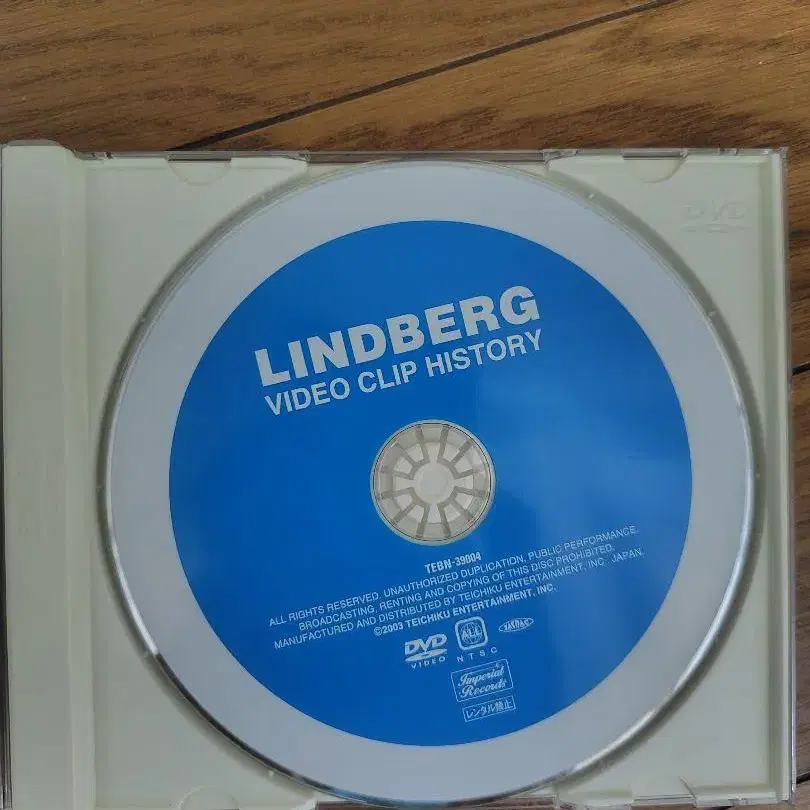 DVD
LINDBERG
VIDEO CLIP HISTORY
TEBN-39004
ALL RIGHTS RESERVED. UNAUTHORIZED DUPLICATION, PUBLIC PERFORMANCE,
BROADCASTING, RENTING AND COPYING OF THIS DISC PROHIBITED.
MANUFACTURED AND DISTRIBUTED BY TEICHIKU ENTERTAINMENT, INC. JAPAN.
©2003 TEICHIKU ENTERTAINMENT, INC.
DVD
VIDEO
ALL
NTSC
Imperial
Records
レンタル禁止